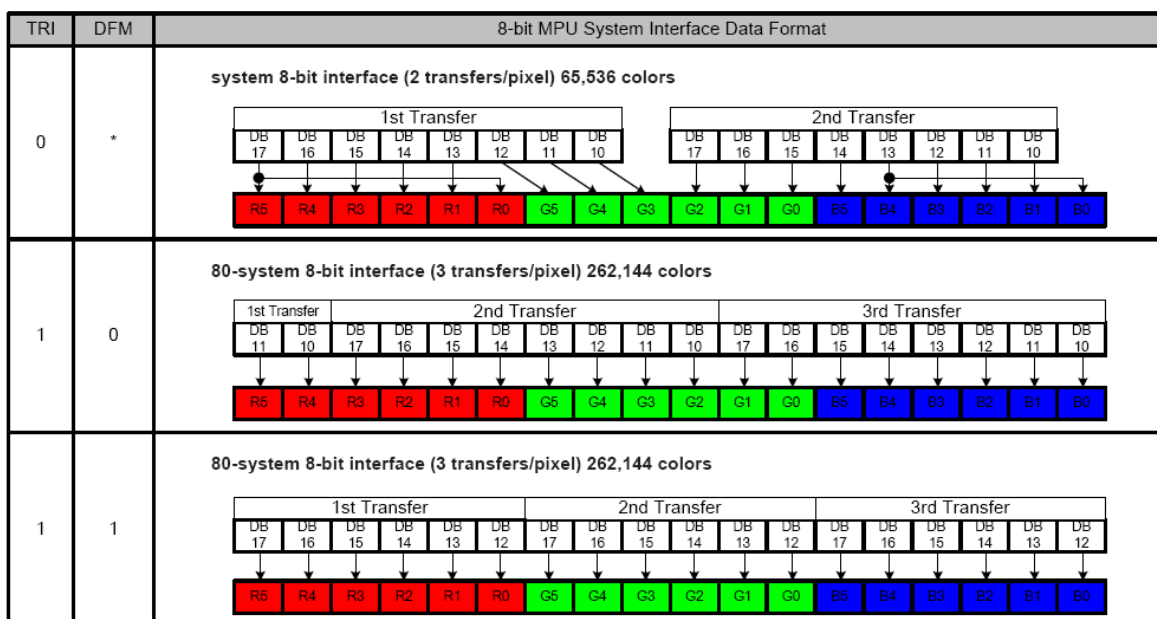 TRI DFM 8-bit MPU System Interface Data Format
system 8-bit interface (2 transfers/pixel) 65,536 colors
1st Transfer 2nd Transfer
0 *
DB 17 DB 16 DB 15 DB 14 DB 13 DB 12 DB 11 DB 10 DB 17 DB 16 DB 15 DB 14 DB 13 DB 12 DB 11 DB 10
R5 R4 R3 R2 R1 R0 G5 G4 G3 G2 G1 G0 B5 B4 B3 B2 B1 B0
80-system 8-bit interface (3 transfers/pixel) 262,144 colors
1st Transfer 2nd Transfer 3rd Transfer
1 0
DB 11 DB 10 DB 17 DB 16 DB 15 DB 14 DB 13 DB 12 DB 11 DB 10 DB 17 DB 16 DB 15 DB 14 DB 13 DB 12 DB 11 DB 10
R5 R4 R3 R2 R1 R0 G5 G4 G3 G2 G1 G0 B5 B4 B3 B2 B1 B0
80-system 8-bit interface (3 transfers/pixel) 262,144 colors
1st Transfer 2nd Transfer 3rd Transfer
1 1
DB 17 DB 16 DB 15 DB 14 DB 13 DB 12 DB 17 DB 16 DB 15 DB 14 DB 13 DB 12 DB 17 DB 16 DB 15 DB 14 DB 13 DB 12
R5 R4 R3 R2 R1 R0 G5 G4 G3 G2 G1 G0 B5 B4 B3 B2 B1 B0